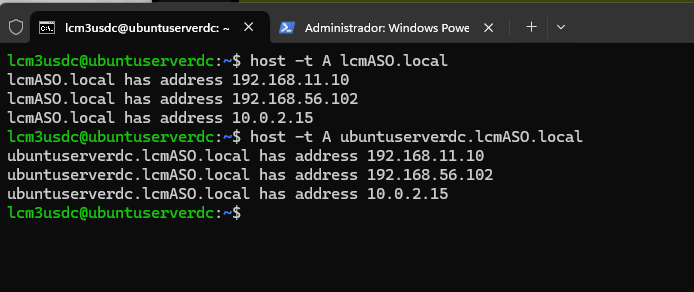 lcm3usdc@ubuntuserverdc: ~
Administrador: Windows Powe
lcm3usdc@ubuntuserverdc:~$ host -t A lcmASO.local
lcmASO.local has address 192.168.11.10
lcmASO.local has address 192.168.56.102
lcmASO.local has address 10.0.2.15
lcm3usdc@ubuntuserverdc:~$ host -t A ubuntuserverdc.lcmASO.local
ubuntuserverdc.lcmASO.local has address 192.168.11.10
ubuntuserverdc.lcmASO.local has address 192.168.56.102
ubuntuserverdc.lcmASO.local has address 10.0.2.15
lcm3usdc@ubuntuserverdc:~$